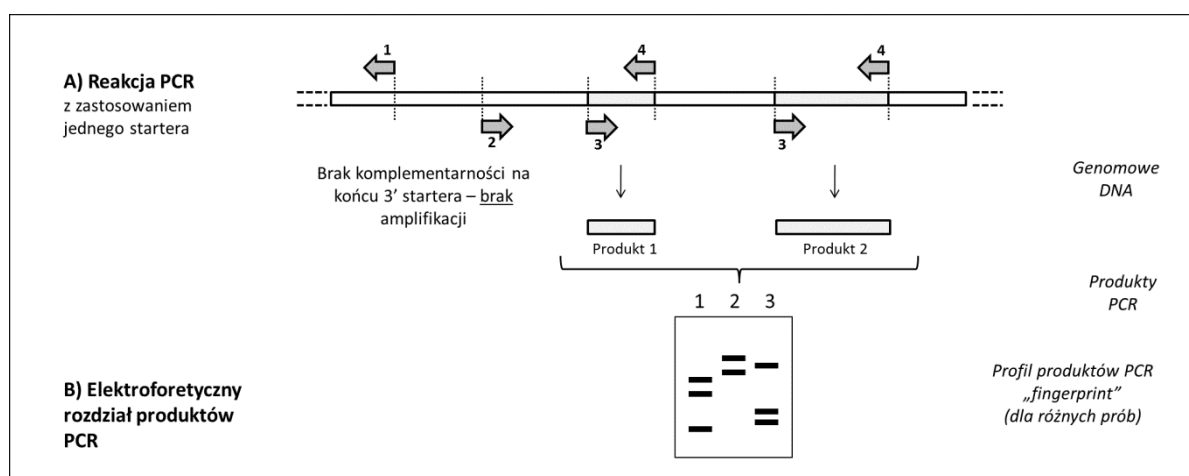 1
4
4
A) Reakcja PCR
z zastosowaniem
jednego startera
2
3
3
Brak komplementarności na
końcu 3’ startera – brak
amplifikacji
Genomowe
DNA
Produkt 1
Produkt 2
Produkty
PCR
1 2 3
B) Elektroforetyczny
rozdział produktów
PCR
Profil produktów PCR
„fingerprint”
(dla różnych prób)